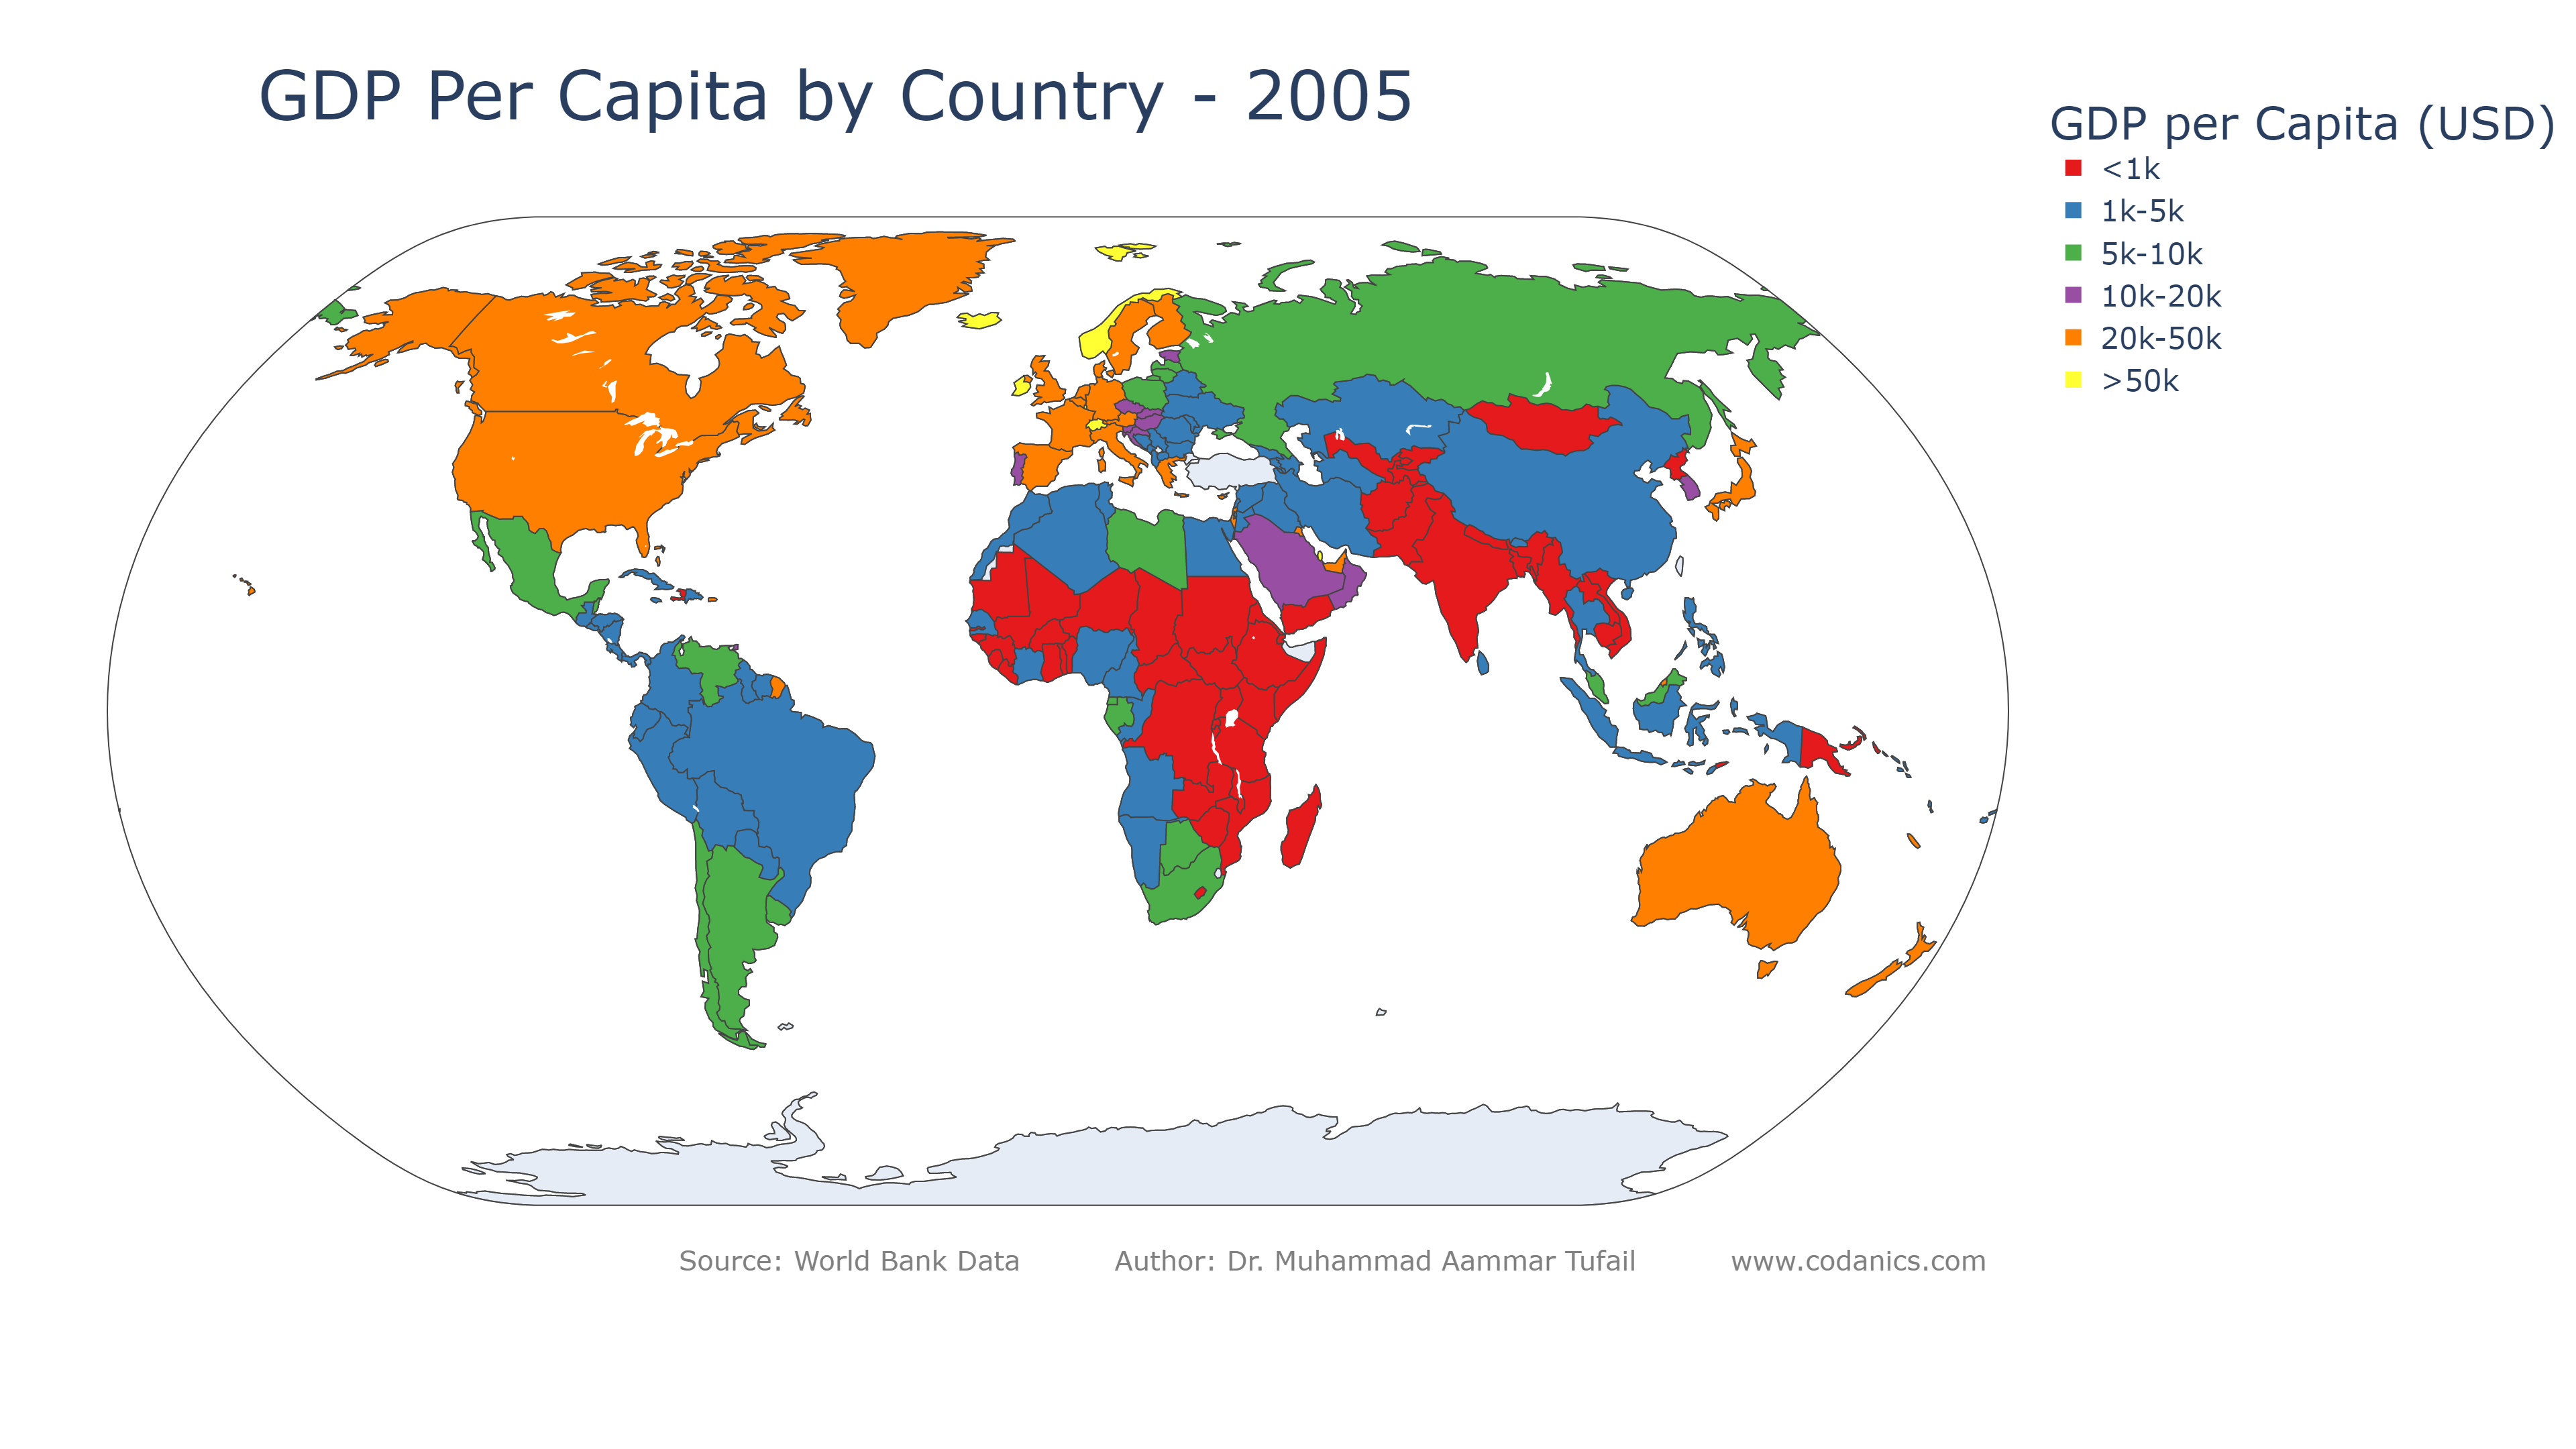 GDP Per Capita by Country - 2005
GDP per Capita (USD)
<1k
1k-5k
5k-10k
10k-20k
20k-50k
>50k
Source: World Bank Data Author: Dr. Muhammad Aammar Tufail www.codanics.com